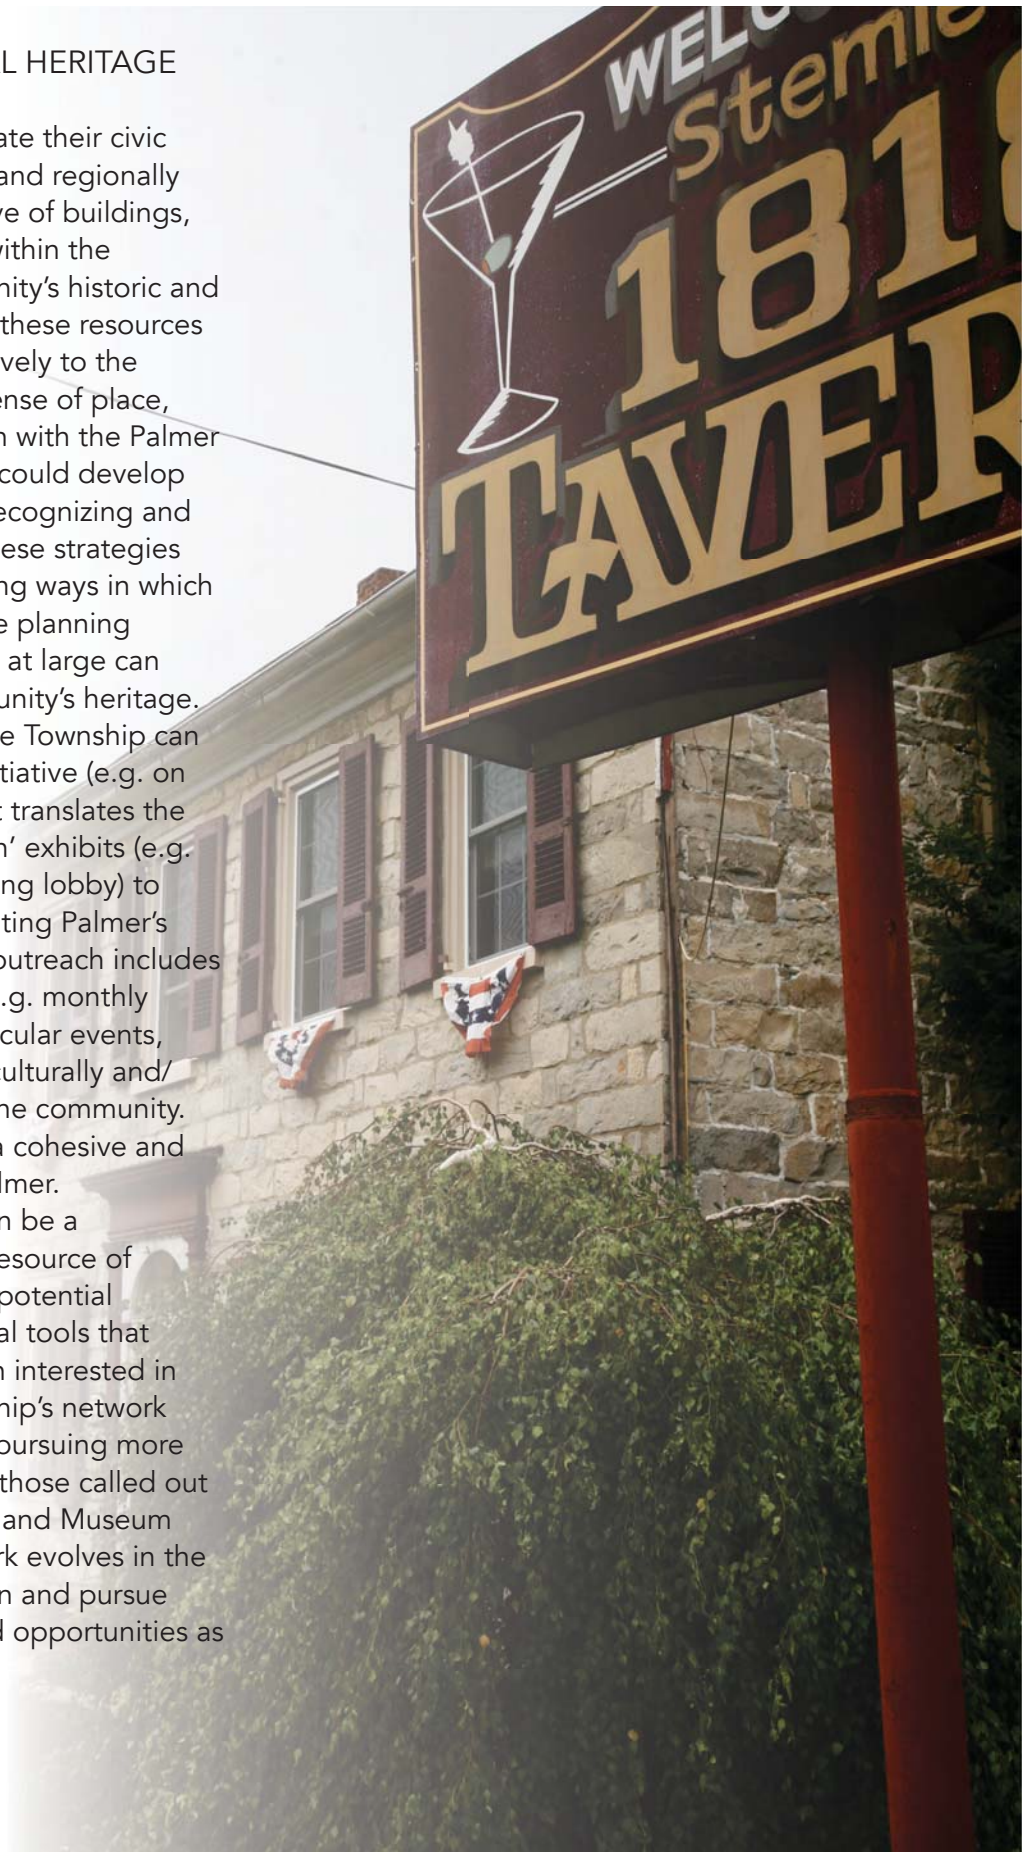 L HERITAGE
ate their civic
and regionally
ve of buildings,
within the
nity's historic and
these resources
vely to the
ense of place,
n with the Palmer
could develop
ecognizing and
ese strategies
ng ways in which
e planning
at large can
unity's heritage.
e Township can
tiative (e.g. on
t translates the
n' exhibits (e.g.
ng lobby) to
ting Palmer's
outreach includes
.g. monthly
cular events,
culturally and/
he community.
a cohesive and
lmer.
n be a
esource of
potential
al tools that
n interested in
hip's network
pursuing more
those called out
and Museum
rk evolves in the
n and pursue
d opportunities as
WELC
Stemie
1818
TAVER